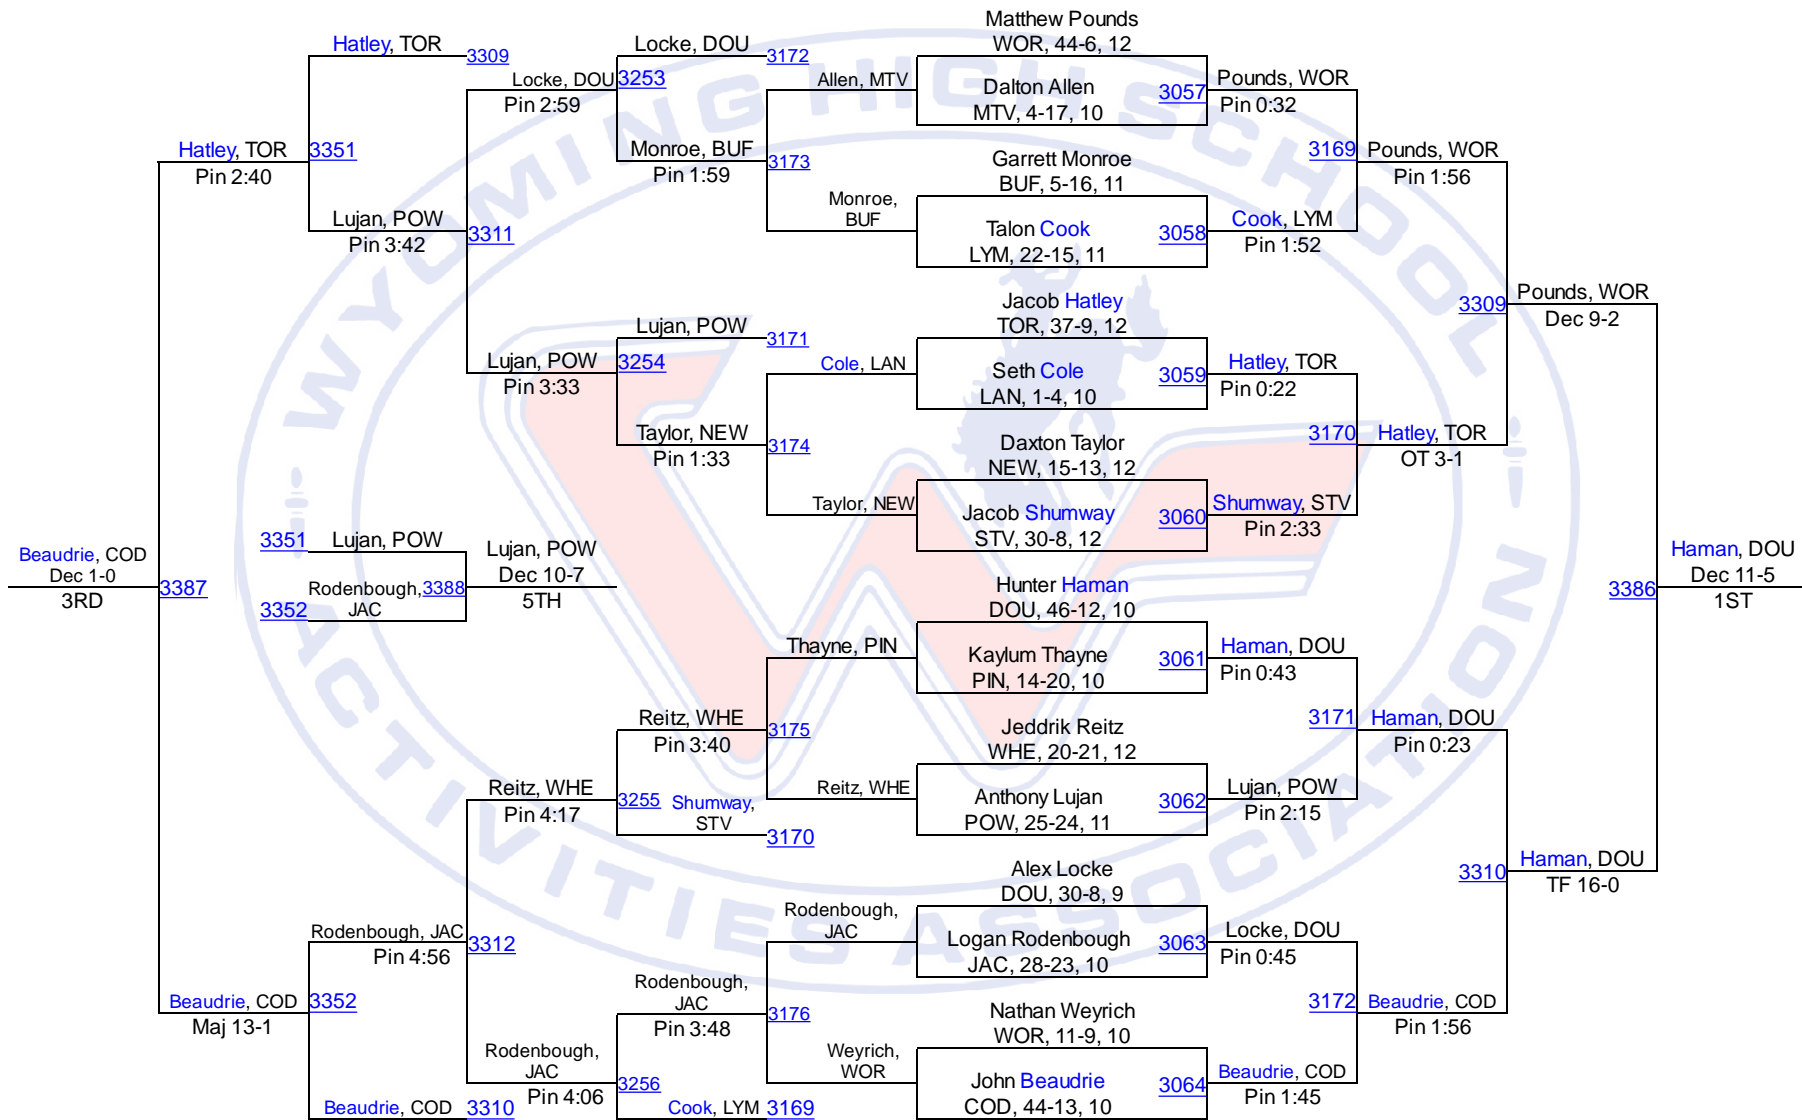 Matthew Pounds
WOR, 44-6, 12
Hatley, TOR
3309
Locke, DOU
3172
Locke, DOU
3253
Pin 2:59
Allen, MTV
Dalton Allen
MTV, 4-17, 10
3057
Pounds, WOR
Pin 0:32
Hatley, TOR
Pin 2:40
3351
Monroe, BUF
Pin 1:59
3173
Garrett Monroe
BUF, 5-16, 11
3169
Pounds, WOR
Pin 1:56
Lujan, POW
Pin 3:42
3311
Monroe,
BUF
Talon Cook
LYM, 22-15, 11
3058
Cook, LYM
Pin 1:52
Jacob Hatley
TOR, 37-9, 12
3309
Pounds, WOR
Dec 9-2
Lujan, POW
3171
Lujan, POW
Pin 3:33
3254
Cole, LAN
Seth Cole
LAN, 1-4, 10
3059
Hatley, TOR
Pin 0:22
Taylor, NEW
Pin 1:33
3174
Daxton Taylor
NEW, 15-13, 12
3170
Hatley, TOR
OT 3-1
Taylor, NEW
Jacob Shumway
STV, 30-8, 12
3060
Shumway, STV
Pin 2:33
3351
Lujan, POW
Lujan, POW
Dec 10-7
5TH
Beaudrie, COD
Dec 1-0
3RD
3387
3352
Rodenbough,
JAC
3388
Hunter Haman
DOU, 46-12, 10
3386
Haman, DOU
Dec 11-5
1ST
Thayne, PIN
Kaylum Thayne
PIN, 14-20, 10
3061
Haman, DOU
Pin 0:43
Reitz, WHE
Pin 3:40
3175
Jeddrik Reitz
WHE, 20-21, 12
3171
Haman, DOU
Pin 0:23
Reitz, WHE
Pin 4:17
3255
Shumway,
STV
3170
Reitz, WHE
Anthony Lujan
POW, 25-24, 11
3062
Lujan, POW
Pin 2:15
Alex Locke
DOU, 30-8, 9
3310
Haman, DOU
TF 16-0
Rodenbough, JAC
Pin 4:56
3312
Rodenbough,
JAC
Logan Rodenbough
JAC, 28-23, 10
3063
Locke, DOU
Pin 0:45
Beaudrie, COD
Maj 13-1
3352
Rodenbough,
JAC
Pin 3:48
3176
Nathan Weyrich
WOR, 11-9, 10
3172
Beaudrie, COD
Pin 1:56
Rodenbough,
JAC
Pin 4:06
3256
Weyrich,
WOR
John Beaudrie
COD, 44-13, 10
3064
Beaudrie, COD
Pin 1:45
Beaudrie, COD
3310
Cook, LYM
3169
WYOMING HIGH SCHOOL
ACTIVITIES ASSOCIATION